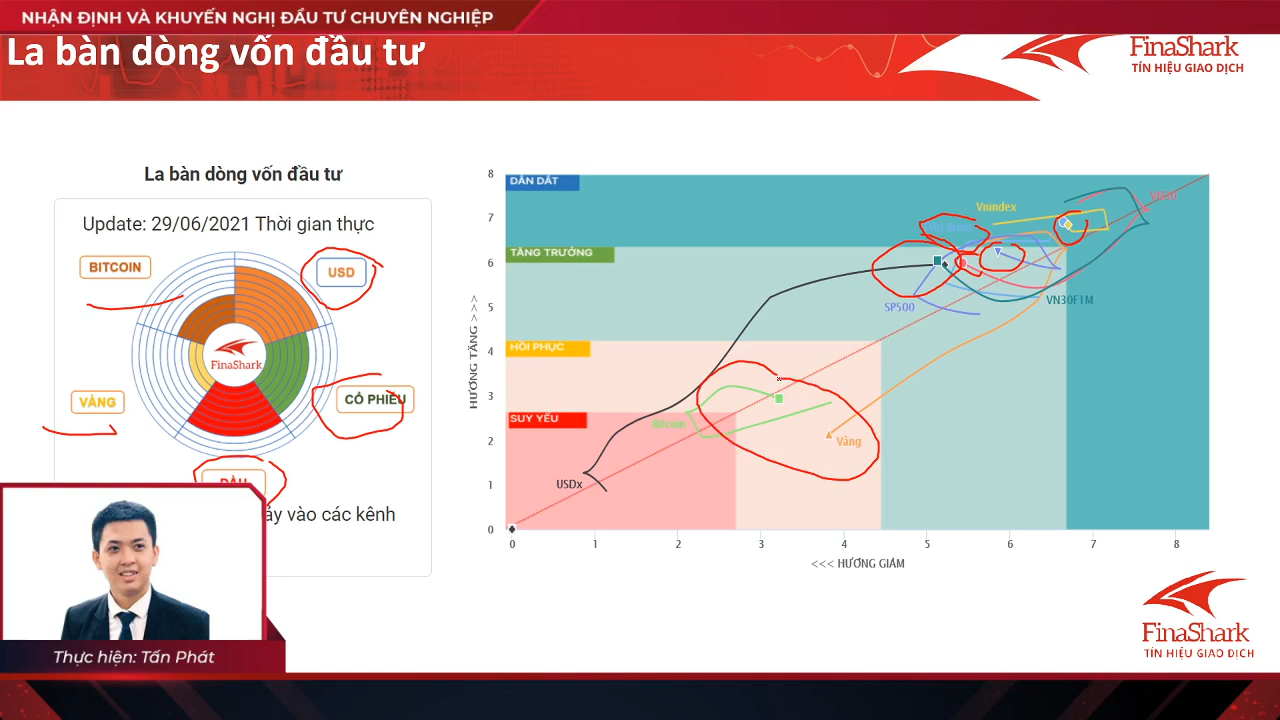 NHẬN ĐỊNH VÀ KHUYẾN NGHỊ ĐẦU TƯ CHUYÊN NGHIỆP
La bàn dòng vốn đầu tư
FinaShark
TÍN HIỆU GIAO DỊCH
La bàn dòng vốn đầu tư
Update: 29/06/2021 Thời gian thực
BITCOIN
USD
FinaShark
VÀNG
CỔ PHIẾU
DẦU
vào các kênh
8
7
6
5
4
3
2
1
0
HƯỚNG TĂNG > > >
DẪN DẮT
TĂNG TRƯỞNG
HỒI PHỤC
SUY YẾU
Vnindex
VN30
VN30F1M
SP500
Bitcoin
Vàng
USDx
0 1 2 3 4 5 6 7 8
<<< HƯỚNG GIẢM
FinaShark
TÍN HIỆU GIAO DỊCH
Thực hiện: Tấn Phát